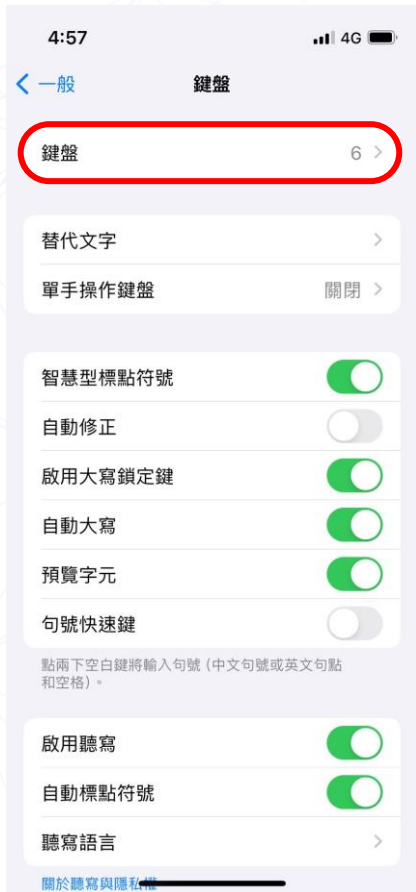 4:57 4G
一般 鍵盤
鍵盤 6
替代文字
單手操作鍵盤 關閉
智慧型標點符號
自動修正
啟用大寫鎖定鍵
自動大寫
預覽字元
句號快速鍵
點兩下空白鍵將輸入句號 (中文句號或英文句點
和空格)。
啟用聽寫
自動標點符號
聽寫語言
關於聽寫與隱私權